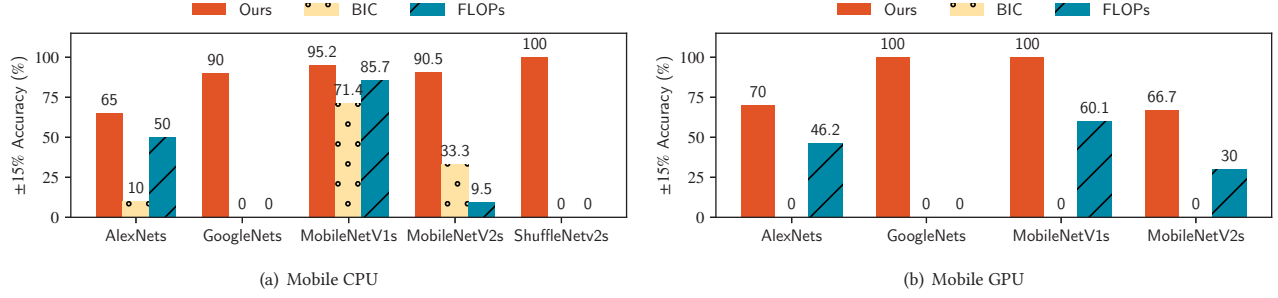 Ours BIC FLOPs
±15% Accuracy (%)
100
75
50
25
0
65 10 50
90 0 0
95.2 71.4 85.7
90.5 33.3 9.5
100 0 0
AlexNets GoogleNets MobileNetV1s MobileNetV2s ShuffleNetv2s
(a) Mobile CPU
Ours BIC FLOPs
±15% Accuracy (%)
100
75
50
25
0
70 0 46.2
100 0 0
100 0 60.1
66.7 0 30
AlexNets GoogleNets MobileNetV1s MobileNetV2s
(b) Mobile GPU